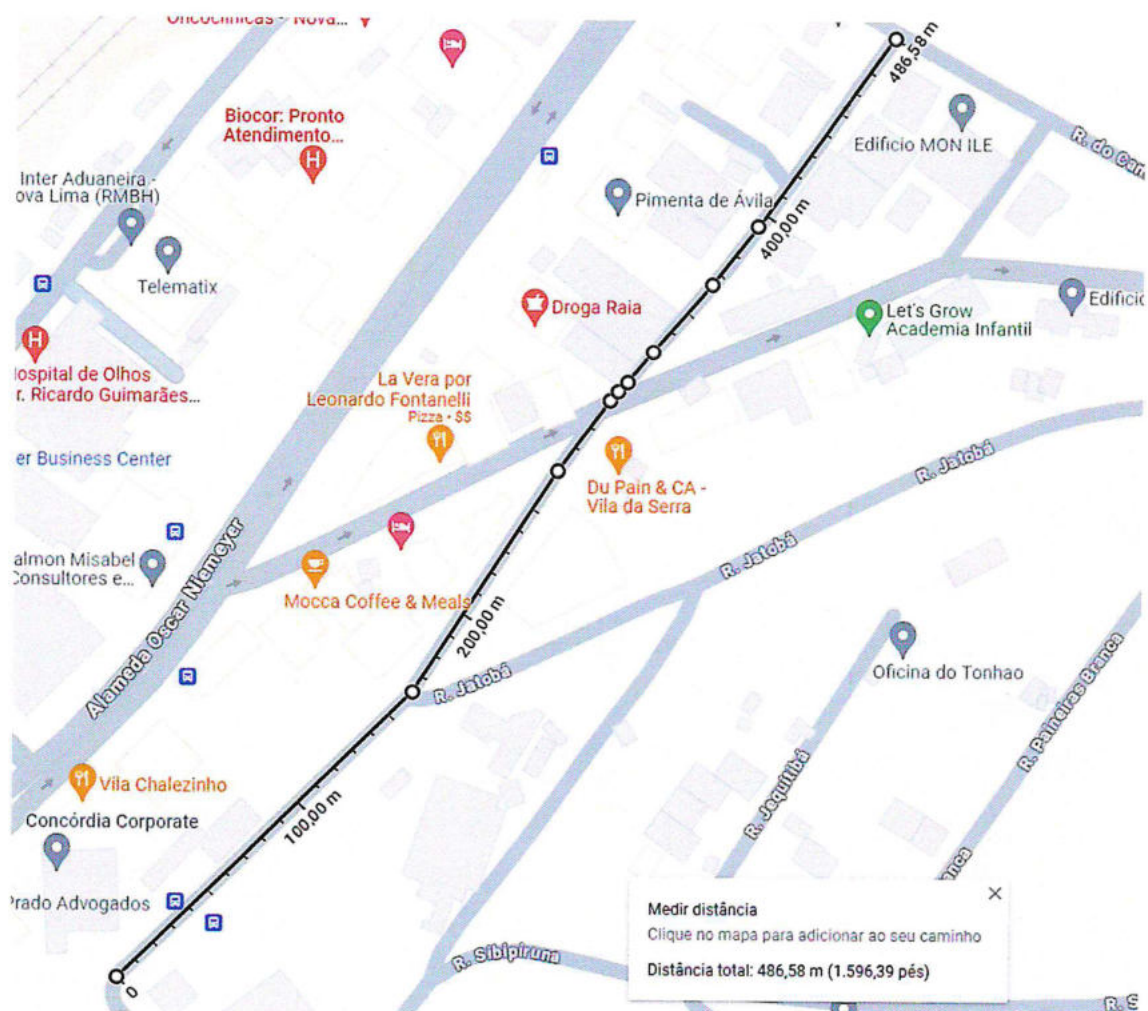 Oncoclínicas - Nova...
486,58 m
Biocor: Pronto
Atendimento...
Edificio MON ILE
R. do Cam
Inter Aduaneira -
ova Lima (RMBH)
Pimenta de Ávila
400,00 m
Telematix
Droga Raia
Let's Grow
Academia Infantil
Edifici
Hospital de Olhos
r. Ricardo Guimarães...
La Vera por
Leonardo Fontanelli
Pizza • $$
er Business Center
Du Pain & CA -
Vila da Serra
R. Jatobá
R. Jatobá
almon Misabel
Consultores e...
Mocca Coffee & Meals
200,00 m
Alameda Oscar Niemeyer
R. Jatobá
Oficina do Tonhao
R. Paineiras Branca
Vila Chalezinho
Concórdia Corporate
100,00 m
R. Jequitibá
Prado Advogados
anca
Medir distância
Clique no mapa para adicionar ao seu caminho
Distância total: 486,58 m (1.596,39 pés)
R. Sibipiruna
0
R. S